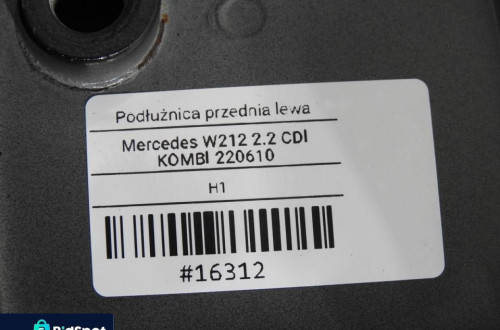 Podłużnica przednia lewa
Mercedes W212 2.2 CDI
KOMBI 220610
H1
#16312